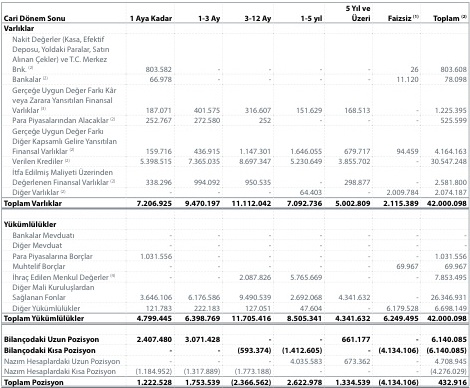 5 Yıl ve
Cari Dönem Sonu 1 Aya Kadar 1-3 Ay 3-12 Ay 1-5 yıl Üzeri Faizsiz (1) Toplam (2)
Varlıklar
Nakit Değerler (Kasa, Efektif
Deposu, Yoldaki Paralar, Satın
Alınan Çekler) ve T.C. Merkez
Bnk. (2) 803.582 - - - - 26 803.608
Bankalar (2) 66.978 - - - - 11.120 78.098
Gerçeğe Uygun Değer Farkı Kâr
veya Zarara Yansıtılan Finansal
Varlıklar (3) 187.071 401.575 316.607 151.629 168.513 - 1.225.395
Para Piyasalarından Alacaklar (2) 252.767 272.580 252 - - - 525.599
Gerçeğe Uygun Değer Farkı
Diğer Kapsamlı Gelire Yansıtılan
Finansal Varlıklar (2) 159.716 436.915 1.147.301 1.646.055 679.717 94.459 4.164.163
Verilen Krediler (2) 5.398.515 7.365.035 8.697.347 5.230.649 3.855.702 - 30.547.248
İtfa Edilmiş Maliyeti Üzerinden
Değerlenen Finansal Varlıklar (2) 338.296 994.092 950.535 - 298.877 - 2.581.800
Diğer Varlıklar (2) - - - 64.403 - 2.009.784 2.074.187
Toplam Varlıklar 7.206.925 9.470.197 11.112.042 7.092.736 5.002.809 2.115.389 42.000.098
Yükümlülükler
Bankalar Mevduatı - - - - - - -
Diğer Mevduat - - - - - - -
Para Piyasalarına Borçlar 1.031.556 - - - - - 1.031.556
Muhtelif Borçlar - - - - - 69.967 69.967
İhraç Edilen Menkul Değerler (4) - - 2.087.826 5.765.669 - - 7.853.495
Diğer Mali Kuruluşlardan
Sağlanan Fonlar 3.646.106 6.176.586 9.490.539 2.692.068 4.341.632 - 26.346.931
Diğer Yükümlülükler 121.783 222.183 127.051 47.604 - 6.179.528 6.698.149
Toplam Yükümlülükler 4.799.445 6.398.769 11.705.416 8.505.341 4.341.632 6.249.495 42.000.098
Bilançodaki Uzun Pozisyon 2.407.480 3.071.428 - - 661.177 - 6.140.085
Bilançodaki Kısa Pozisyon - - (593.374) (1.412.605) - (4.134.106) (6.140.085)
Nazım Hesaplardaki Uzun Pozisyon - - - 4.035.583 673.362 - 4.708.945
Nazım Hesaplardaki Kısa Pozisyon (1.184.952) (1.317.889) (1.773.188) - - - (4.276.029)
Toplam Pozisyon 1.222.528 1.753.539 (2.366.562) 2.622.978 1.334.539 (4.134.106) 432.916